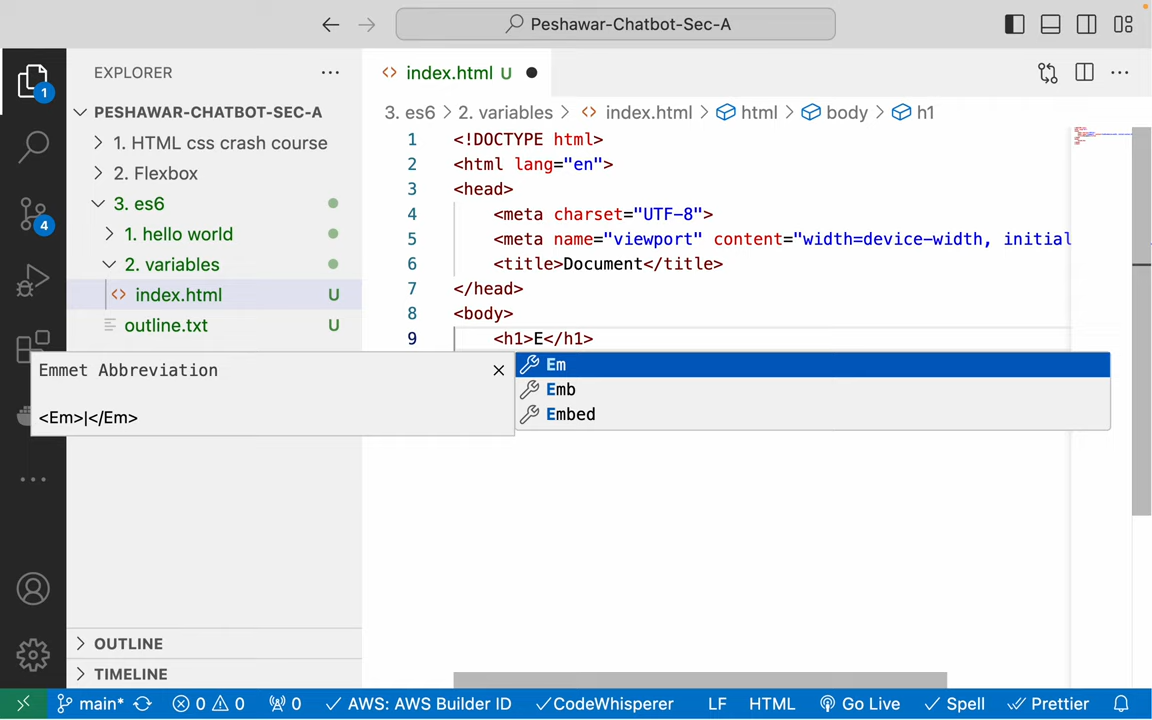 Peshawar-Chatbot-Sec-A
EXPLORER
index.html U
1
PESHAWAR-CHATBOT-SEC-A
3. es6 > 2. variables > index.html > html > body > h1
1. HTML css crash course
2. Flexbox
3. es6
4
1. hello world
2. variables
index.html U
outline.txt U
1 <!DOCTYPE html>
2 <html lang="en">
3 <head>
4 <meta charset="UTF-8">
5 <meta name="viewport" content="width=device-width, initial
6 <title>Document</title>
7 </head>
8 <body>
9 <h1>E</h1>
Emmet Abbreviation
<Em>|</Em>
Em
Emb
Embed
OUTLINE
TIMELINE
main* 0 0 0 AWS: AWS Builder ID CodeWhisperer LF HTML Go Live Spell Prettier